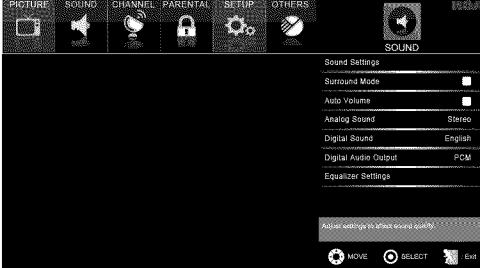 PICTURE SOUND CHANNEL PARENTAL SETUP OTHERS
RCA
SOUND
Sound Settings
Surround Mode
Auto Volume
Analog Sound Stereo
Digital Sound English
Digital Audio Output PCM
Equalizer Settings
Adjust settings to affect sound quality.
MOVE SELECT : Exit